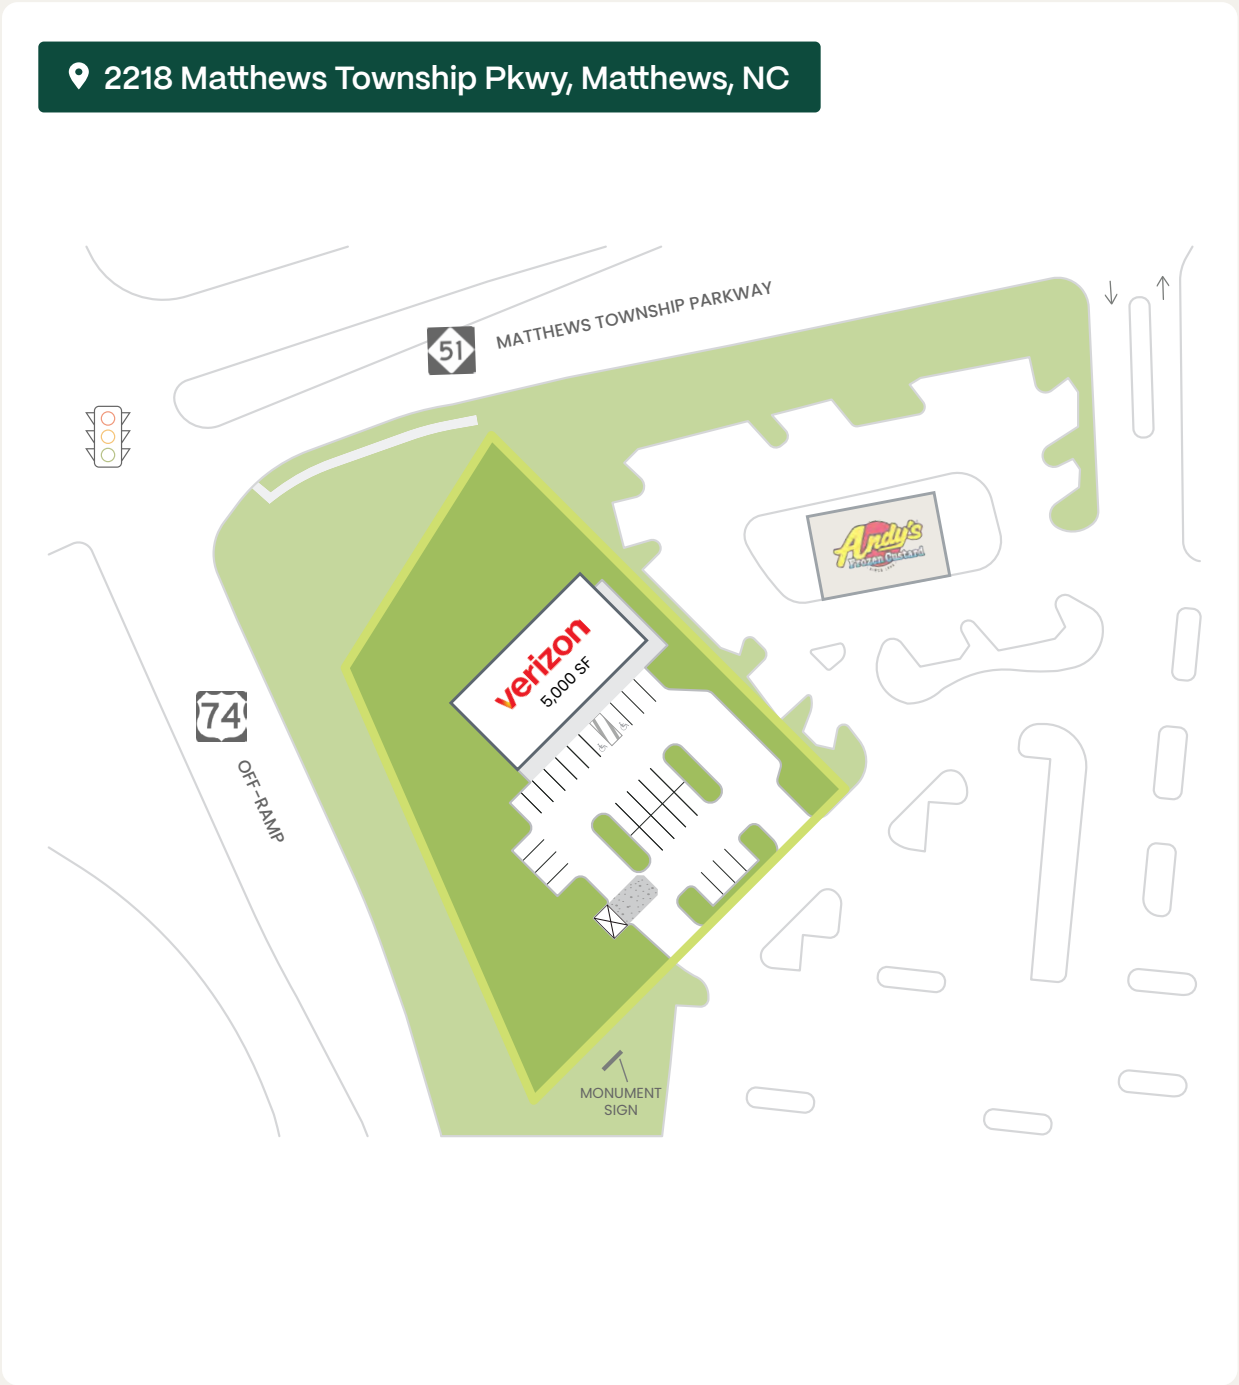 2218 Matthews Township Pkwy, Matthews, NC
51
MATTHEWS TOWNSHIP PARKWAY
Andy's
Frozen Custard
verizon
5,000 SF
74
OFF-RAMP
MONUMENT
SIGN